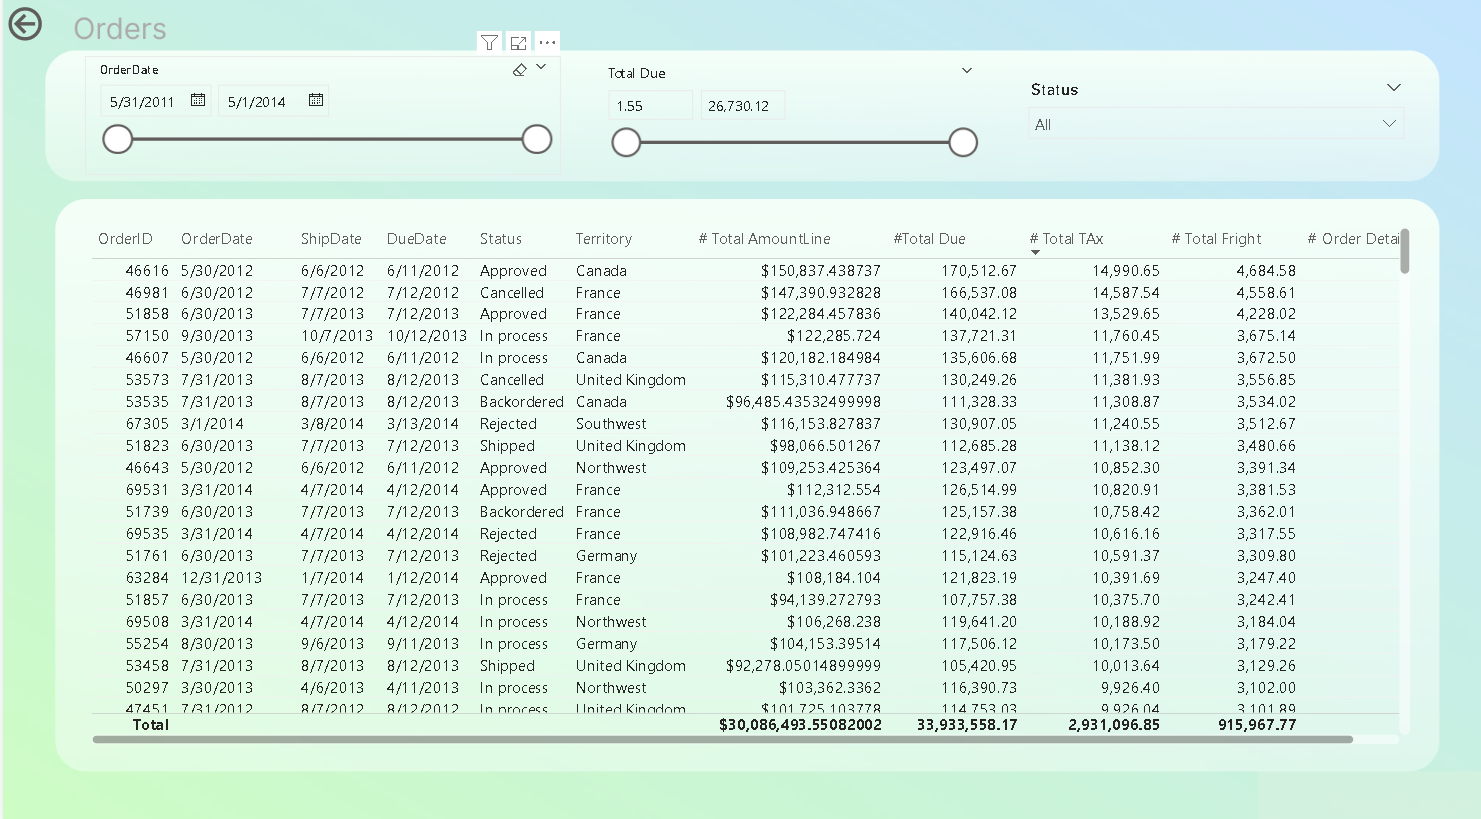 Orders
OrderDate
5/31/2011 5/1/2014
Total Due
1.55 26,730.12
Status
All
OrderID OrderDate ShipDate DueDate Status Territory # Total AmountLine #Total Due # Total TAx # Total Fright # Order Detai
46616 5/30/2012 6/6/2012 6/11/2012 Approved Canada $150,837.438737 170,512.67 14,990.65 4,684.58
46981 6/30/2012 7/7/2012 7/12/2012 Cancelled France $147,390.932828 166,537.08 14,587.54 4,558.61
51858 6/30/2013 7/7/2013 7/12/2013 Approved France $122,284.457836 140,042.12 13,529.65 4,228.02
57150 9/30/2013 10/7/2013 10/12/2013 In process France $122,285.724 137,721.31 11,760.45 3,675.14
46607 5/30/2012 6/6/2012 6/11/2012 In process Canada $120,182.184984 135,606.68 11,751.99 3,672.50
53573 7/31/2013 8/7/2013 8/12/2013 Cancelled United Kingdom $115,310.477737 130,249.26 11,381.93 3,556.85
53535 7/31/2013 8/7/2013 8/12/2013 Backordered Canada $96,485.43532499998 111,328.33 11,308.87 3,534.02
67305 3/1/2014 3/8/2014 3/13/2014 Rejected Southwest $116,153.827837 130,907.05 11,240.55 3,512.67
51823 6/30/2013 7/7/2013 7/12/2013 Shipped United Kingdom $98,066.501267 112,685.28 11,138.12 3,480.66
46643 5/30/2012 6/6/2012 6/11/2012 Approved Northwest $109,253.425364 123,497.07 10,852.30 3,391.34
69531 3/31/2014 4/7/2014 4/12/2014 Approved France $112,312.554 126,514.99 10,820.91 3,381.53
51739 6/30/2013 7/7/2013 7/12/2013 Backordered France $111,036.948667 125,157.38 10,758.42 3,362.01
69535 3/31/2014 4/7/2014 4/12/2014 Rejected France $108,982.747416 122,916.46 10,616.16 3,317.55
51761 6/30/2013 7/7/2013 7/12/2013 Rejected Germany $101,223.460593 115,124.63 10,591.37 3,309.80
63284 12/31/2013 1/7/2014 1/12/2014 Approved France $108,184.104 121,823.19 10,391.69 3,247.40
51857 6/30/2013 7/7/2013 7/12/2013 In process France $94,139.272793 107,757.38 10,375.70 3,242.41
69508 3/31/2014 4/7/2014 4/12/2014 In process Northwest $106,268.238 119,641.20 10,188.92 3,184.04
55254 8/30/2013 9/6/2013 9/11/2013 In process Germany $104,153.39514 117,506.12 10,173.50 3,179.22
53458 7/31/2013 8/7/2013 8/12/2013 Shipped United Kingdom $92,278.05014899999 105,420.95 10,013.64 3,129.26
50297 3/30/2013 4/6/2013 4/11/2013 In process Northwest $103,362.3362 116,390.73 9,926.40 3,102.00
47451 7/31/2012 8/7/2012 8/12/2012 In process United Kingdom $101,725.103778 114,753.03 9,926.04 3,101.89
Total $30,086,493.55082002 33,933,558.17 2,931,096.85 915,967.77